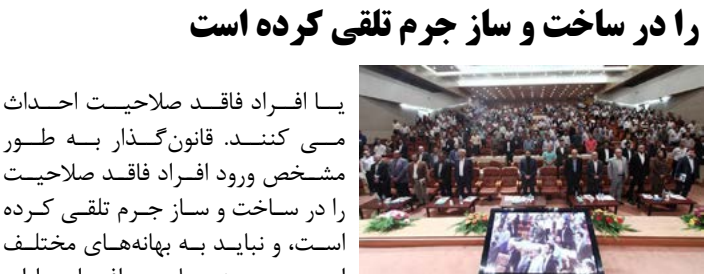 را در ساخت و ساز جرم تلقی کرده است
یا افراد فاقد صلاحیت احداث
می کنند. قانون‌گذار به طور
مشخص ورود افراد فاقد صلاحیت
را در ساخت و ساز جرم تلقی کرده
است، و نباید به بهانه‌های مختلف